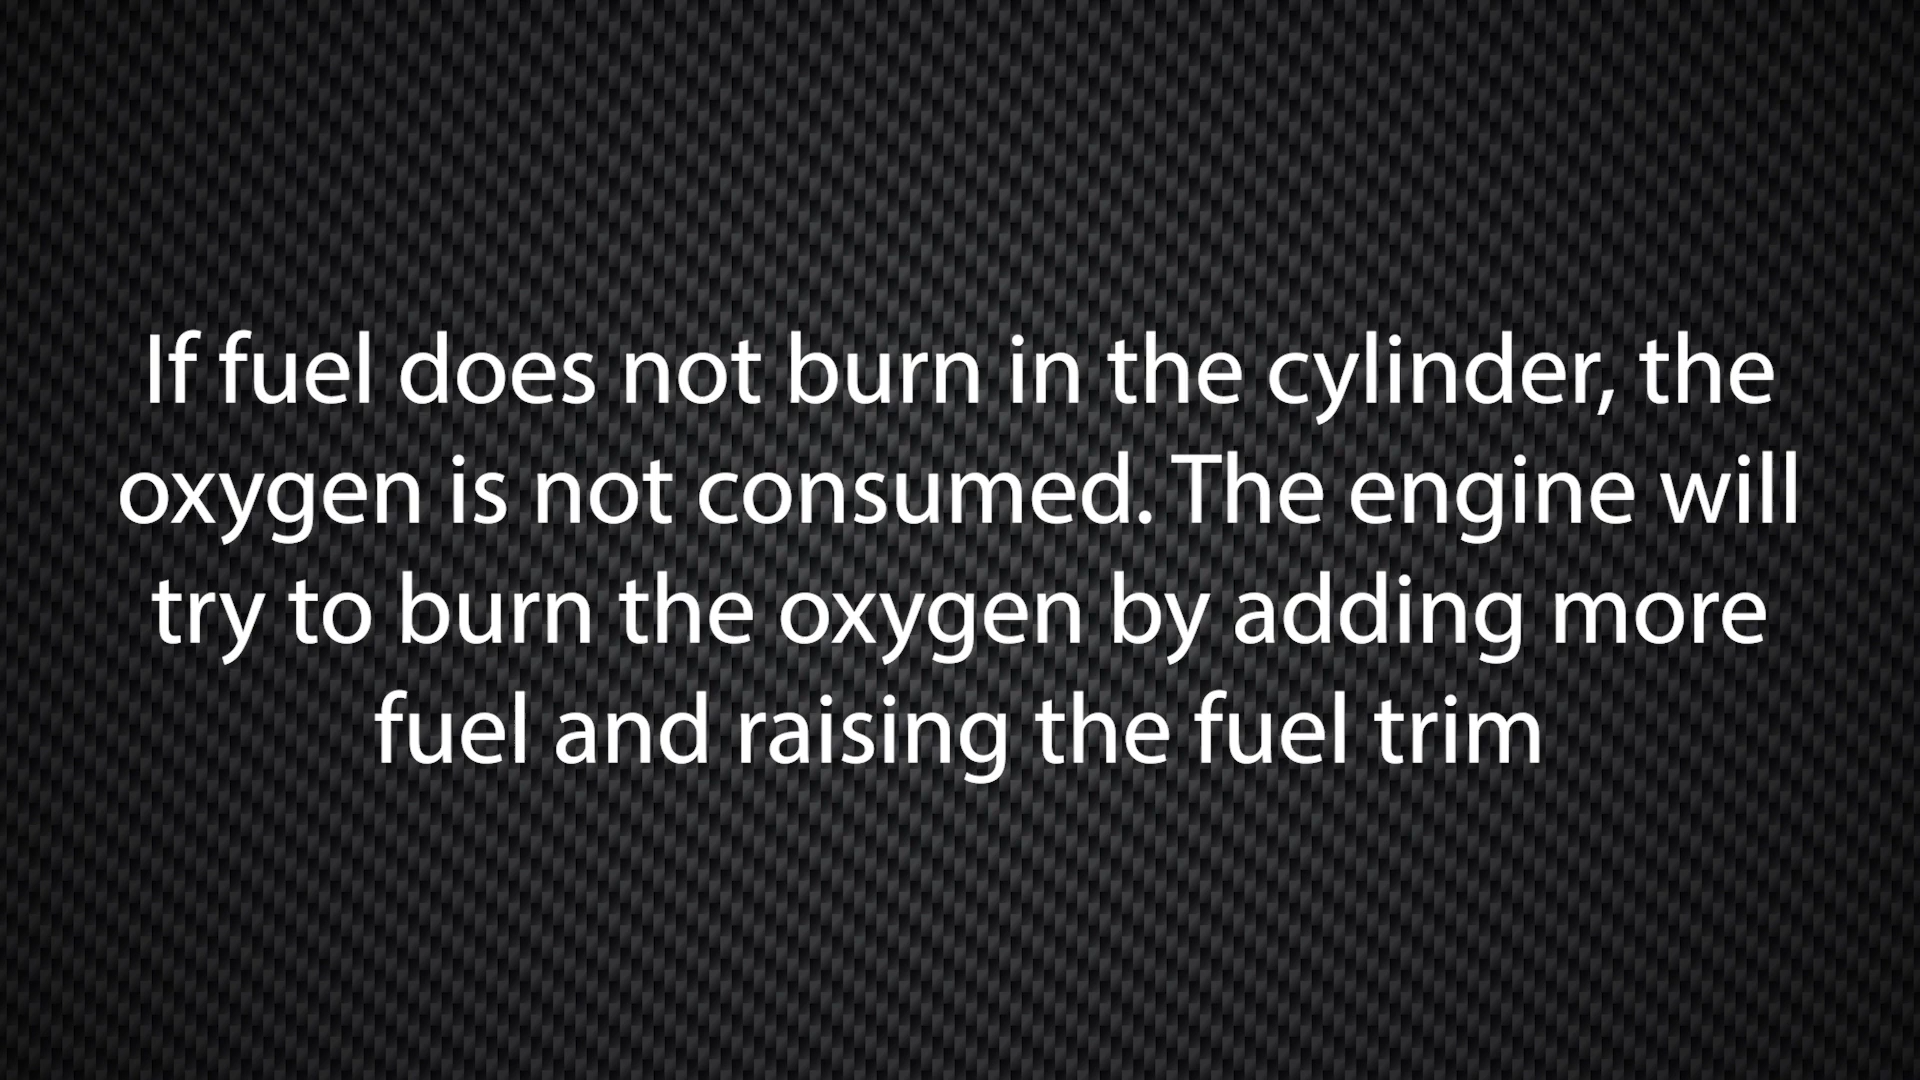 If fuel does not burn in the cylinder, the
oxygen is not consumed. The engine will
try to burn the oxygen by adding more
fuel and raising the fuel trim